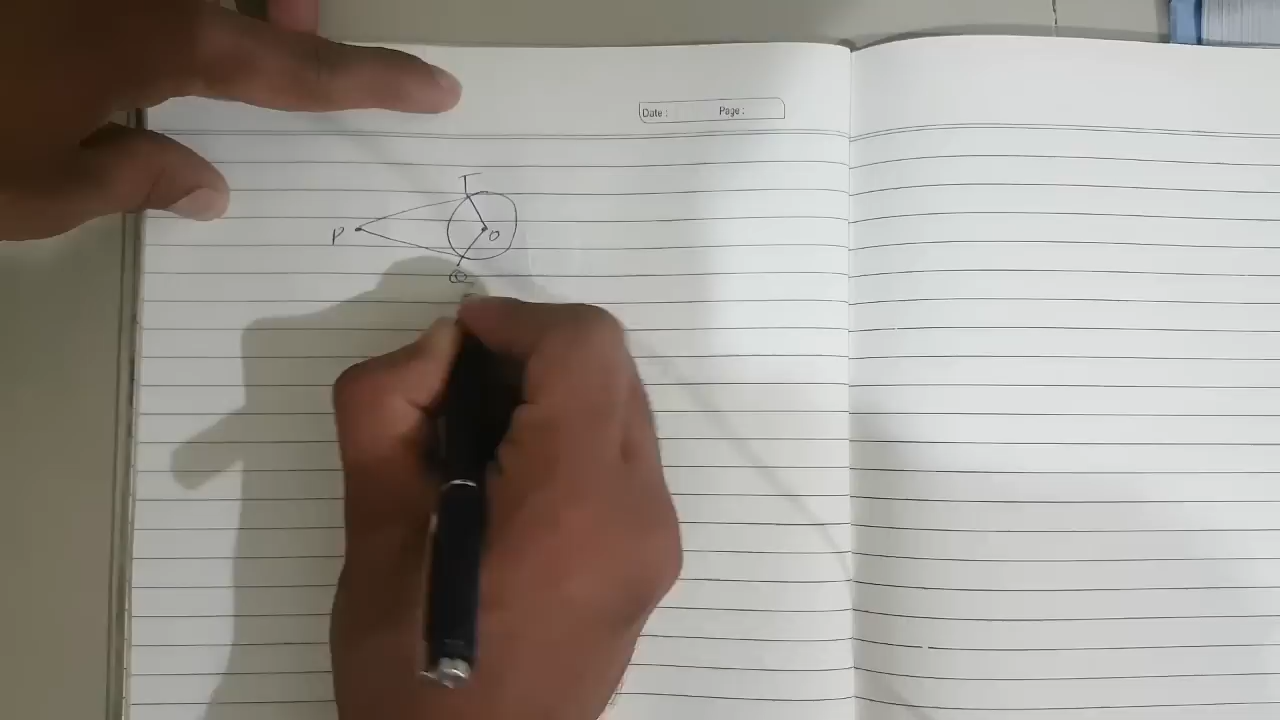 Date : Page :
T
P
O
Q